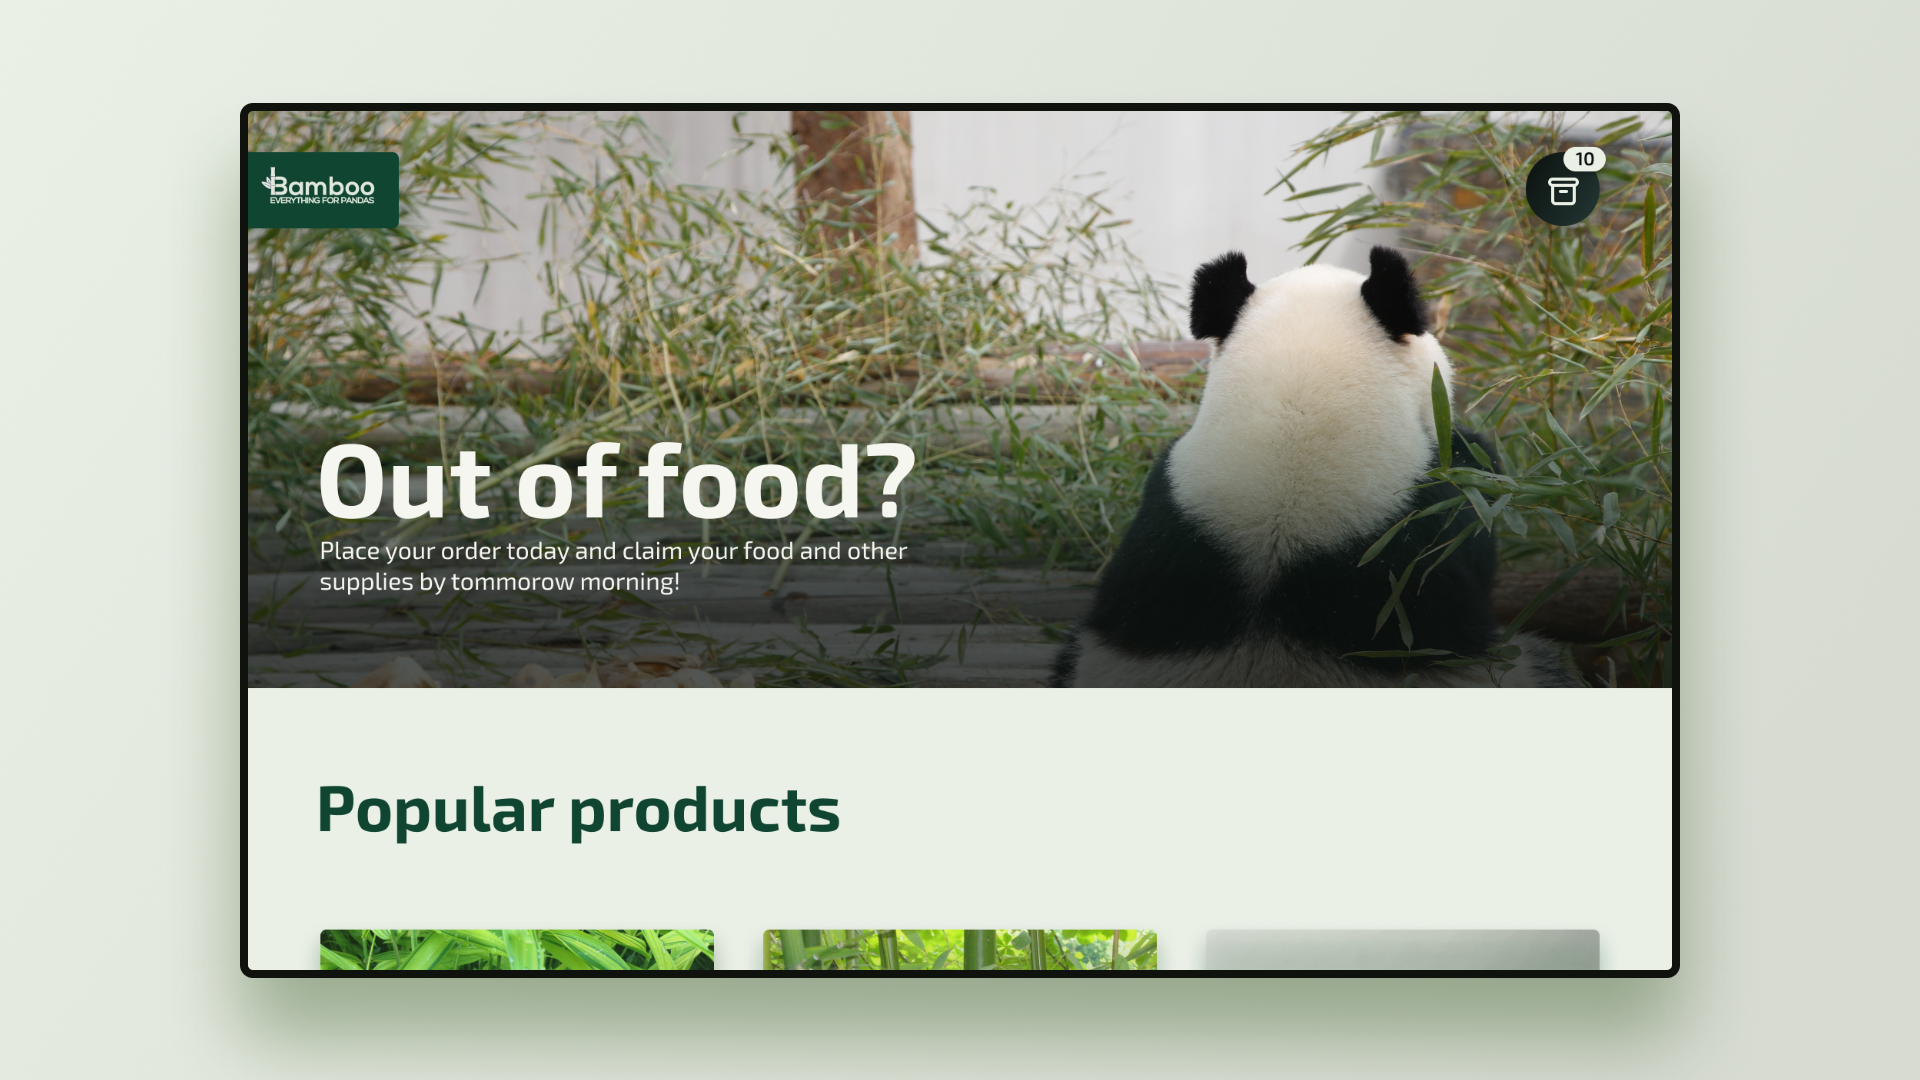 Bamboo
EVERYTHING FOR PANDAS
10
Out of food?
Place your order today and claim your food and other
supplies by tommorow morning!
Popular products